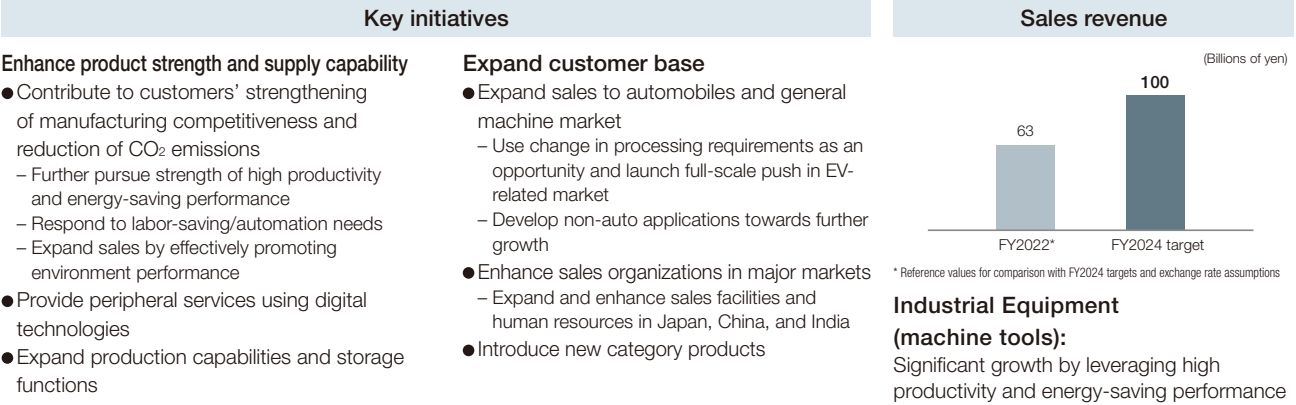 Key initiatives
Enhance product strength and supply capability
●Contribute to customers’ strengthening
of manufacturing competitiveness and
reduction of CO₂ emissions
– Further pursue strength of high productivity
and energy-saving performance
– Respond to labor-saving/automation needs
– Expand sales by effectively promoting
environment performance
●Provide peripheral services using digital
technologies
●Expand production capabilities and storage
functions
Expand customer base
●Expand sales to automobiles and general
machine market
– Use change in processing requirements as an
opportunity and launch full-scale push in EV-
related market
– Develop non-auto applications towards further
growth
●Enhance sales organizations in major markets
– Expand and enhance sales facilities and
human resources in Japan, China, and India
●Introduce new category products
Sales revenue
(Billions of yen)
100
63
FY2022*
FY2024 target
* Reference values for comparison with FY2024 targets and exchange rate assumptions
Industrial Equipment
(machine tools):
Significant growth by leveraging high
productivity and energy-saving performance